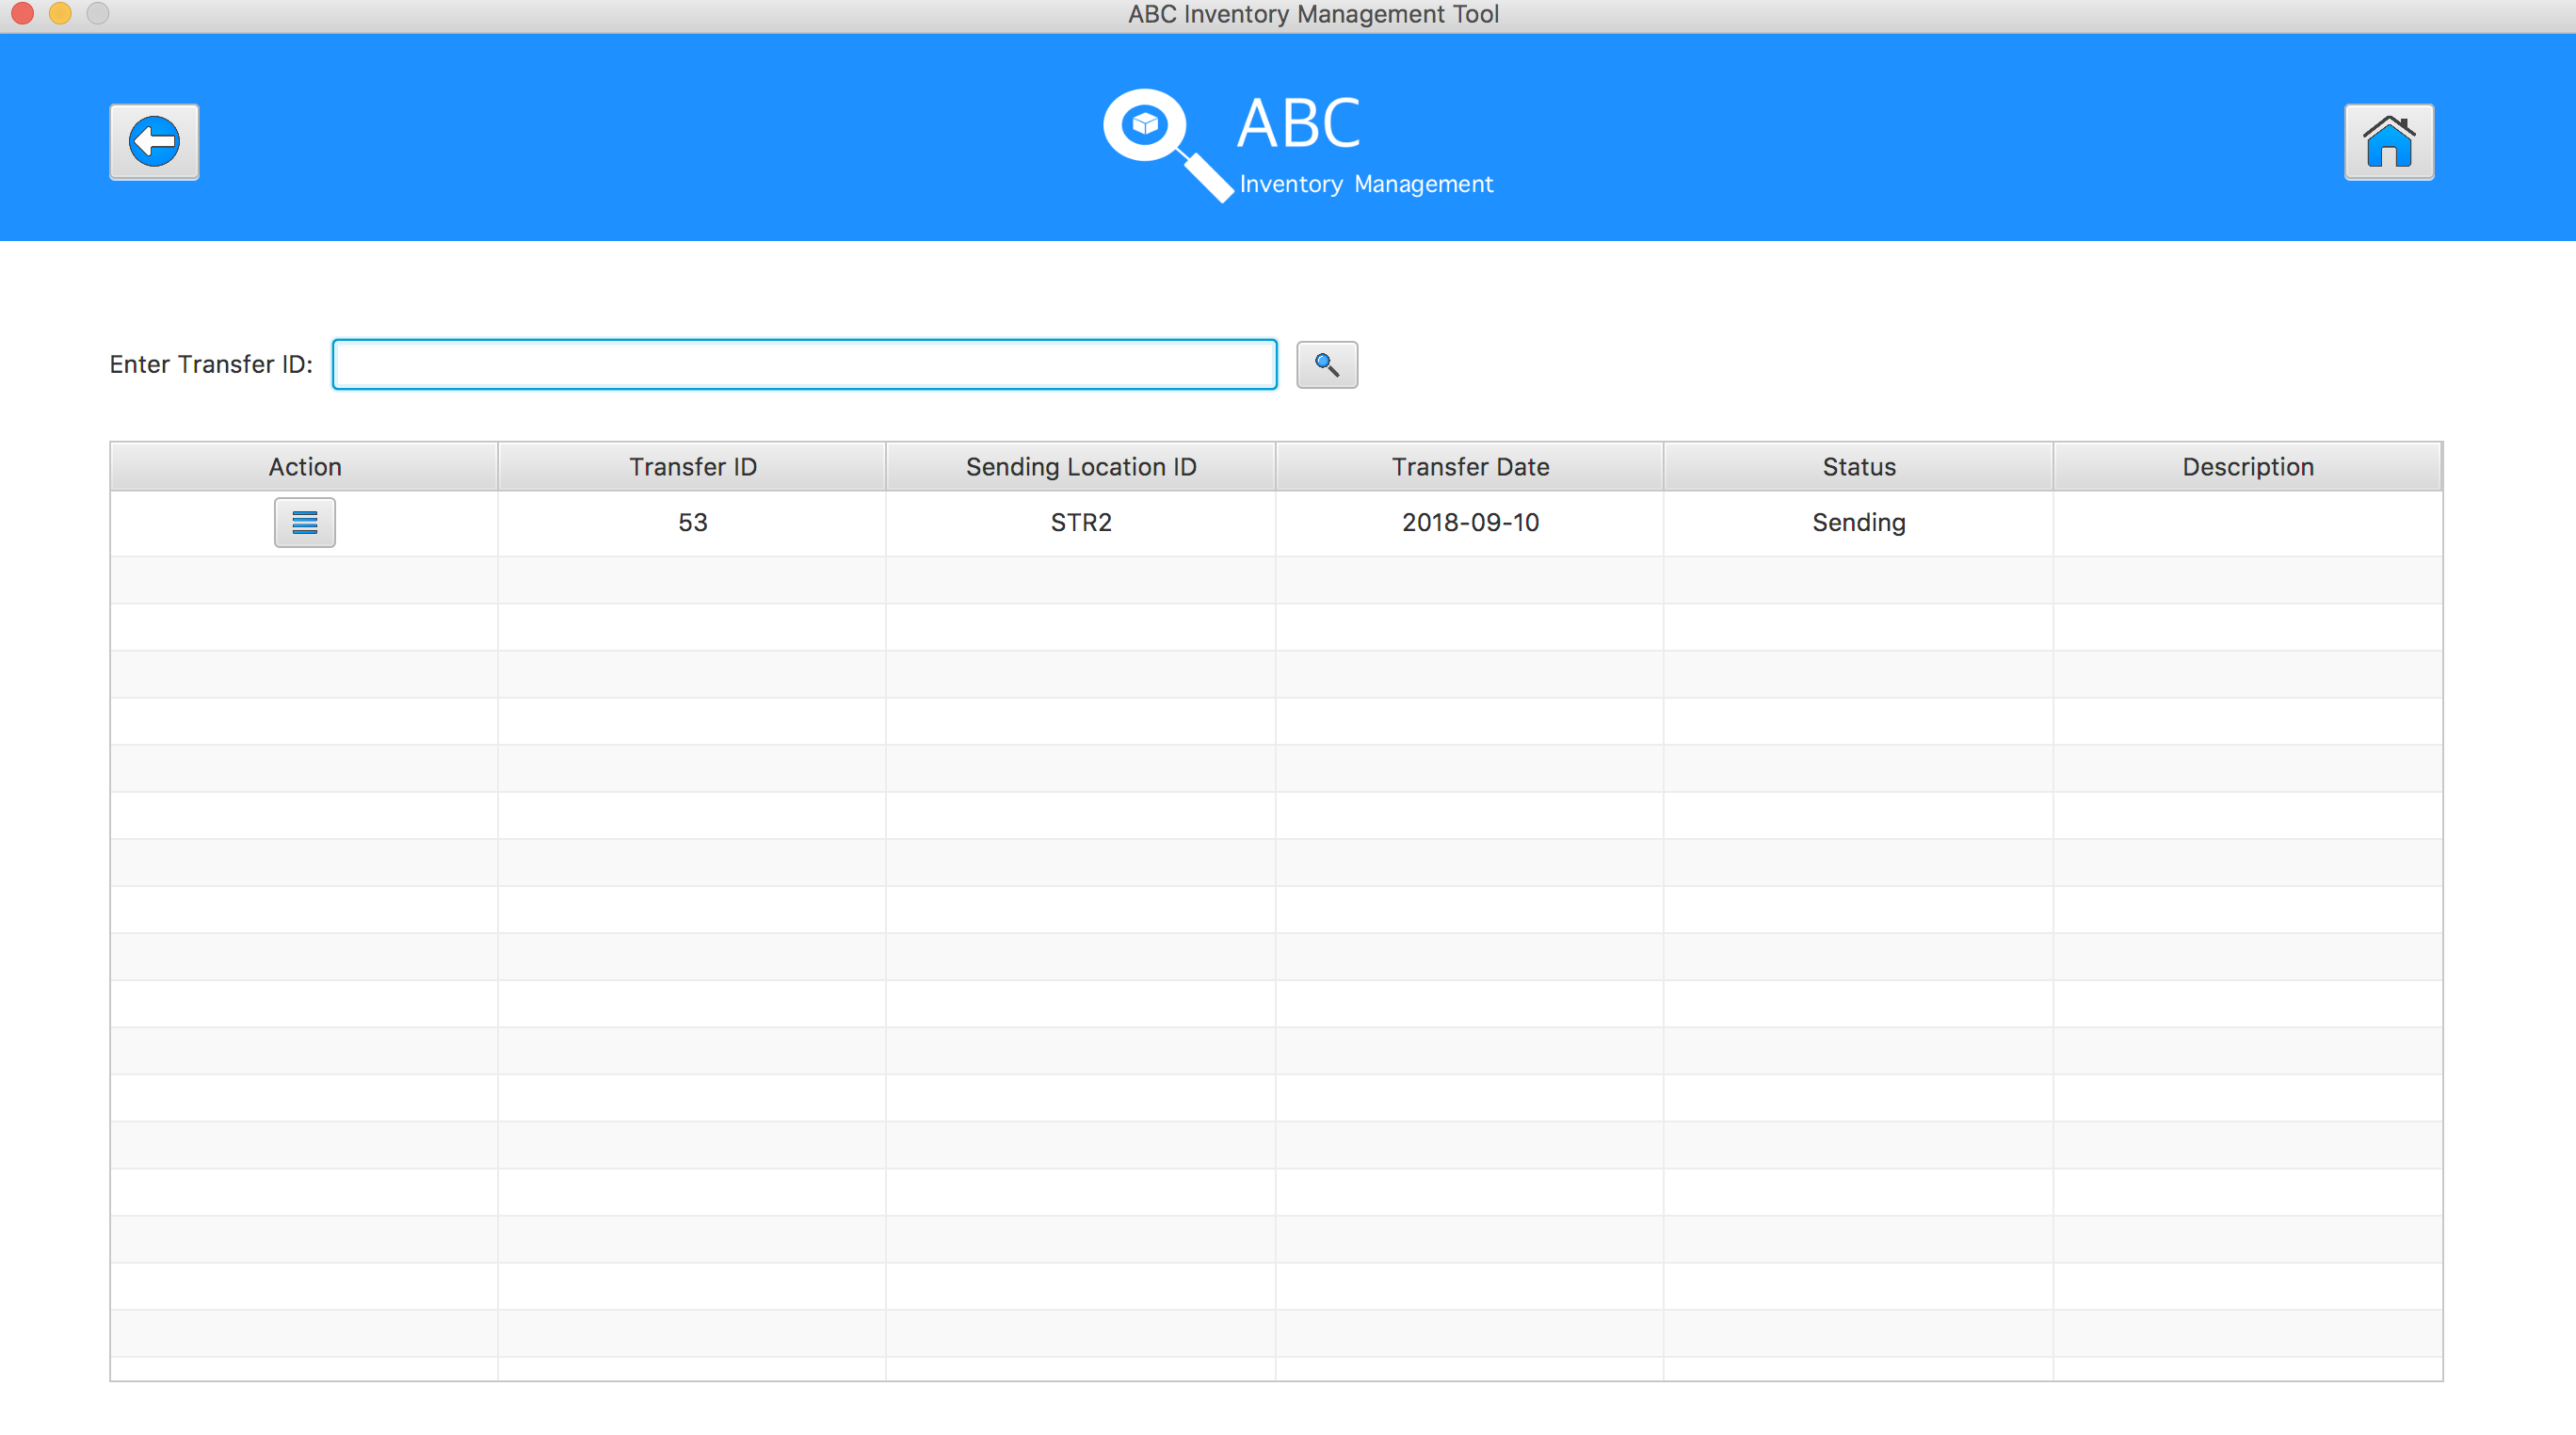 ABC Inventory Management Tool
ABC
Inventory Management
Enter Transfer ID:
Action Transfer ID Sending Location ID Transfer Date Status Description
53 STR2 2018-09-10 Sending